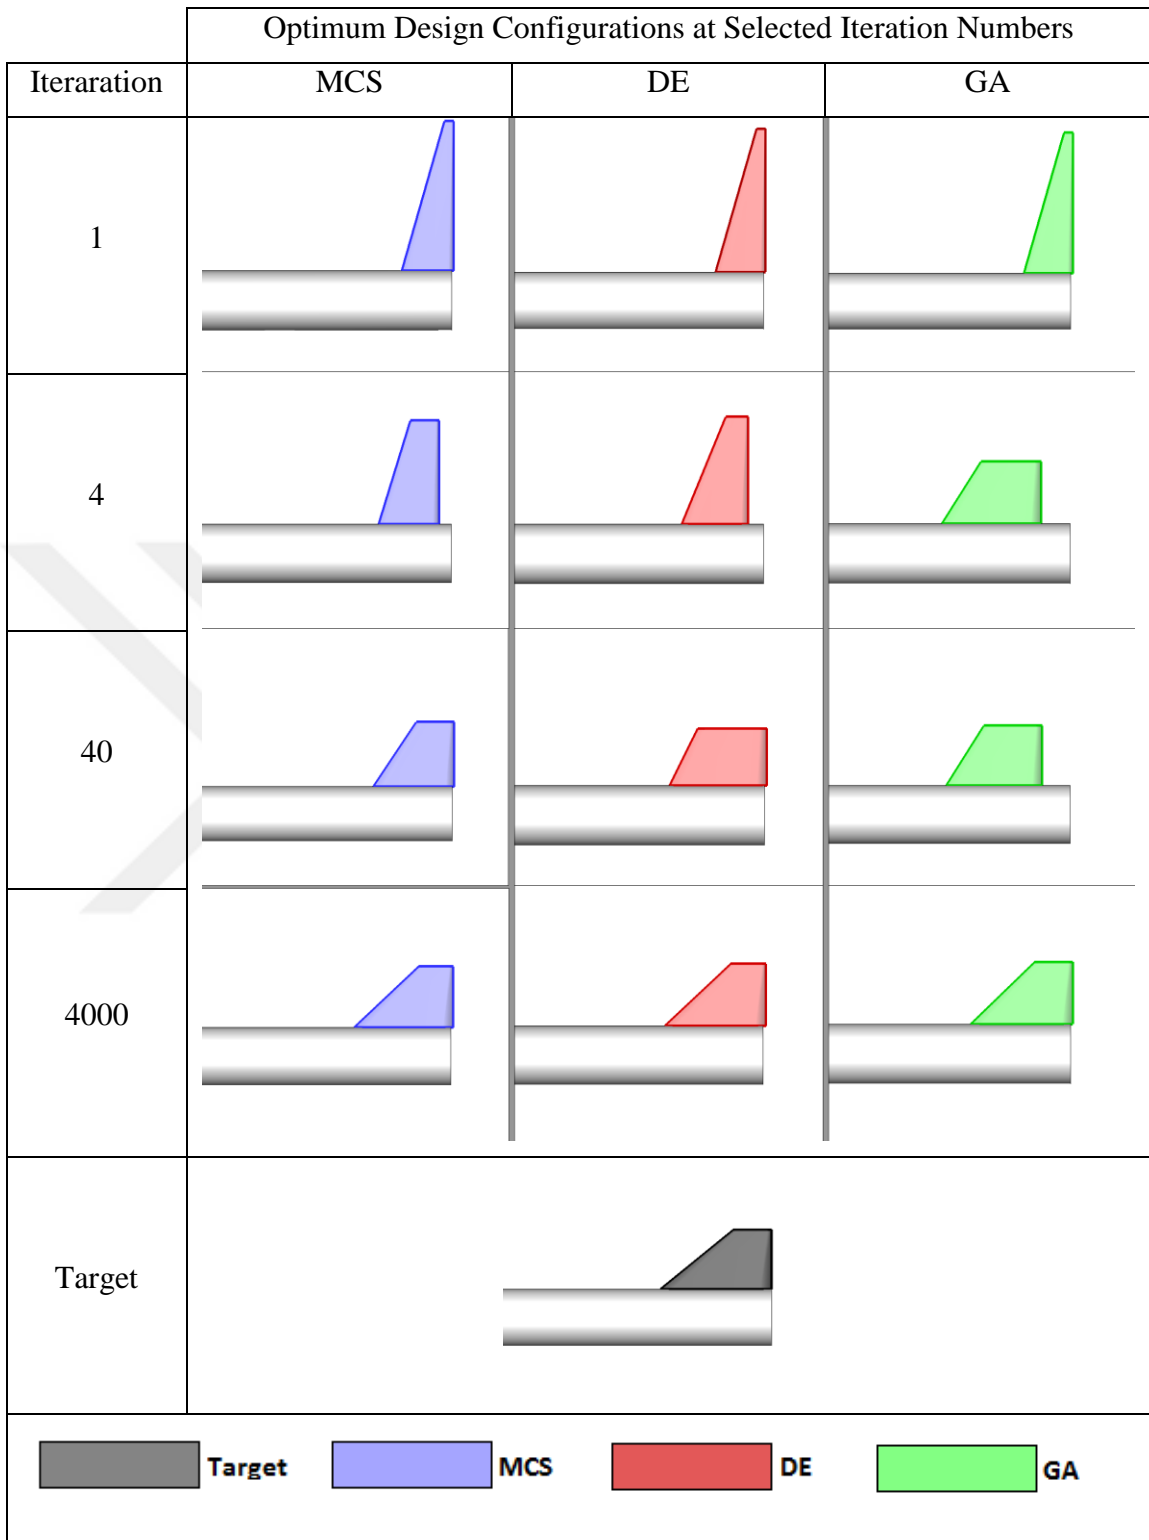 Optimum Design Configurations at Selected Iteration Numbers
Iteraration MCS DE GA
1
4
40
4000
Target
Target MCS DE GA